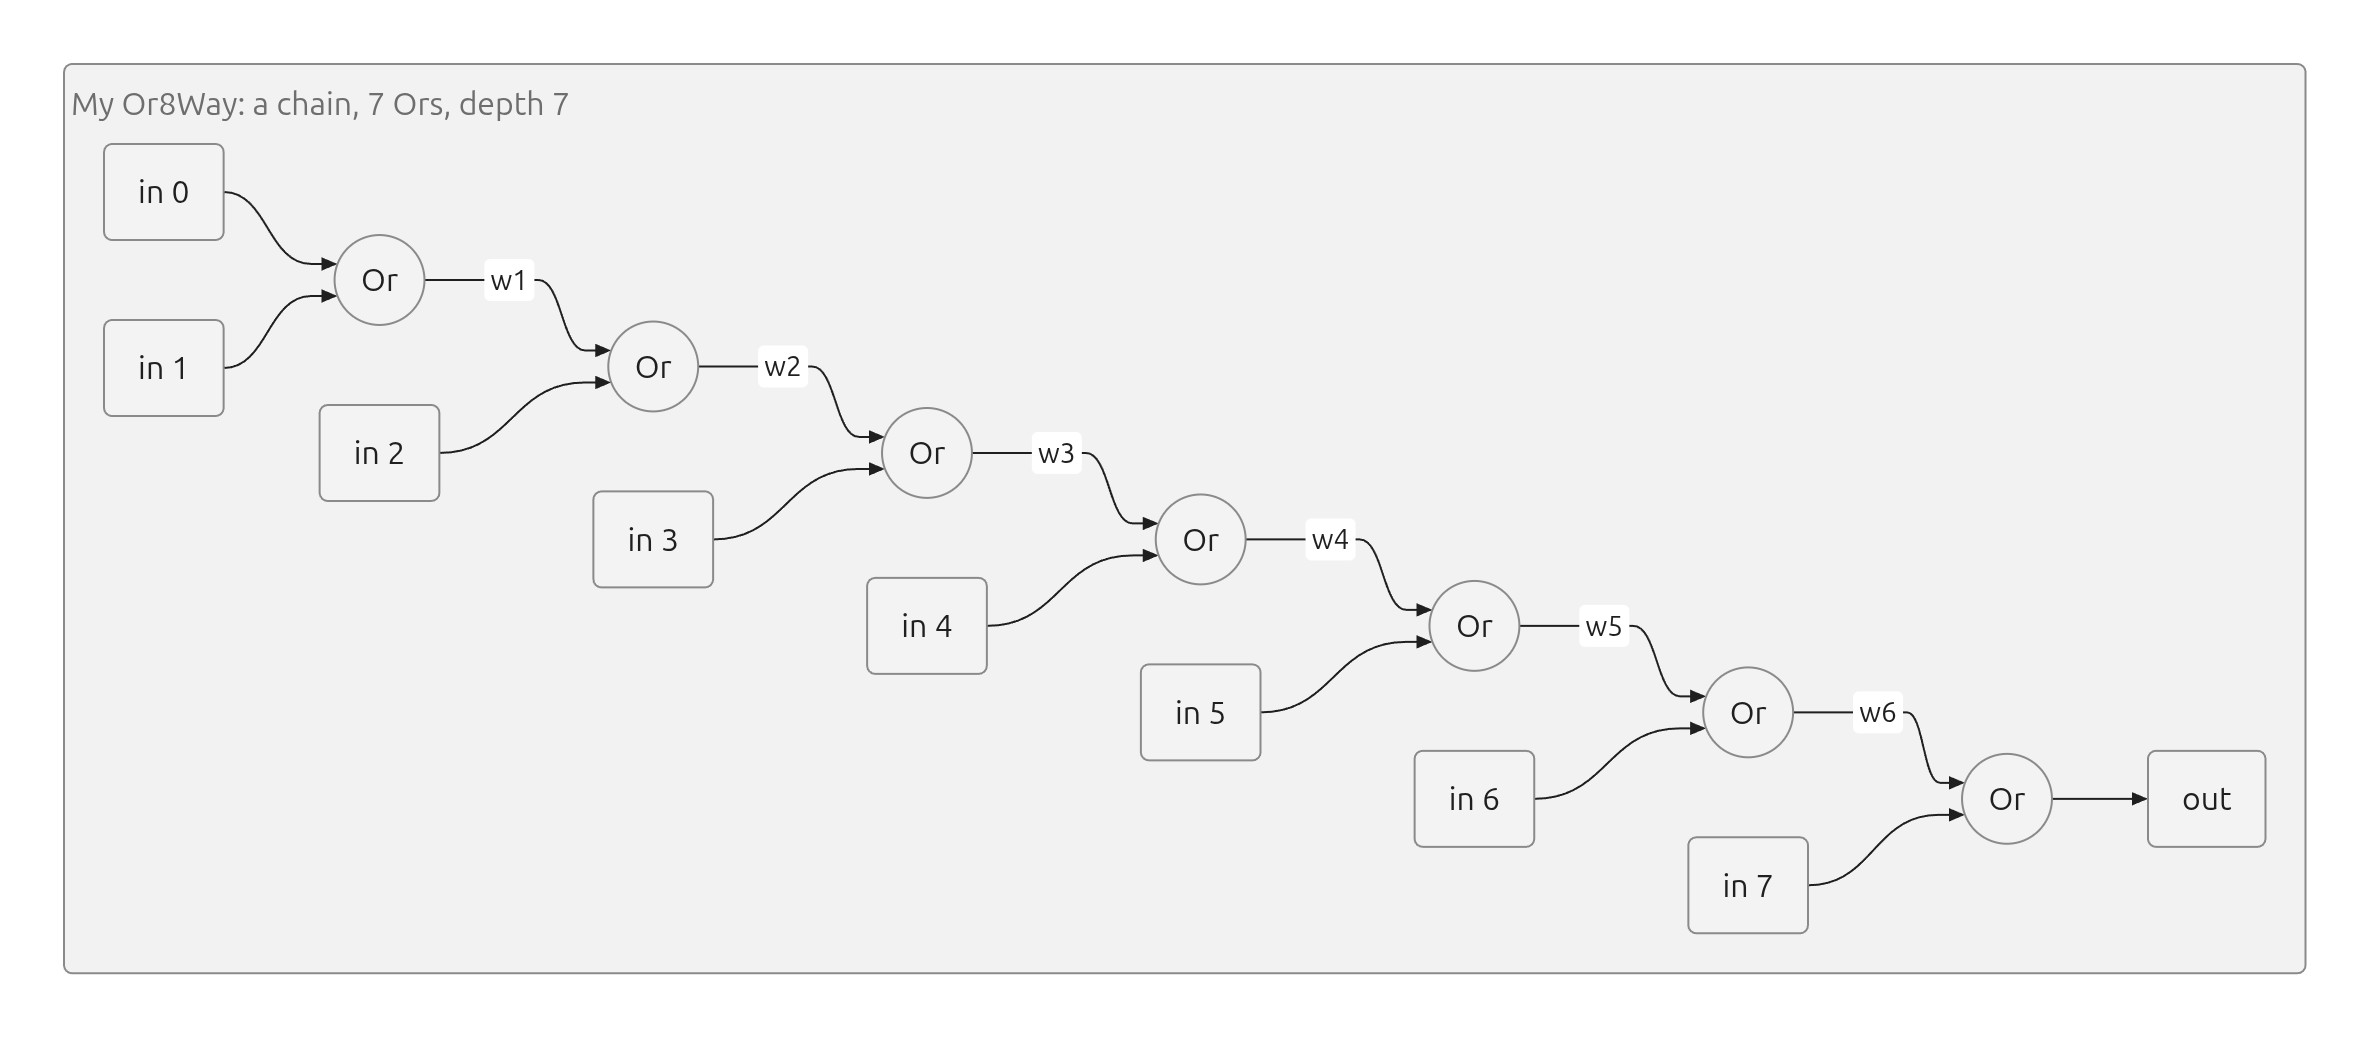 My Or8Way: a chain, 7 Ors, depth 7
in 0
in 1
Or
w1
in 2
Or
w2
in 3
Or
w3
in 4
Or
w4
in 5
Or
w5
in 6
Or
w6
in 7
Or
out